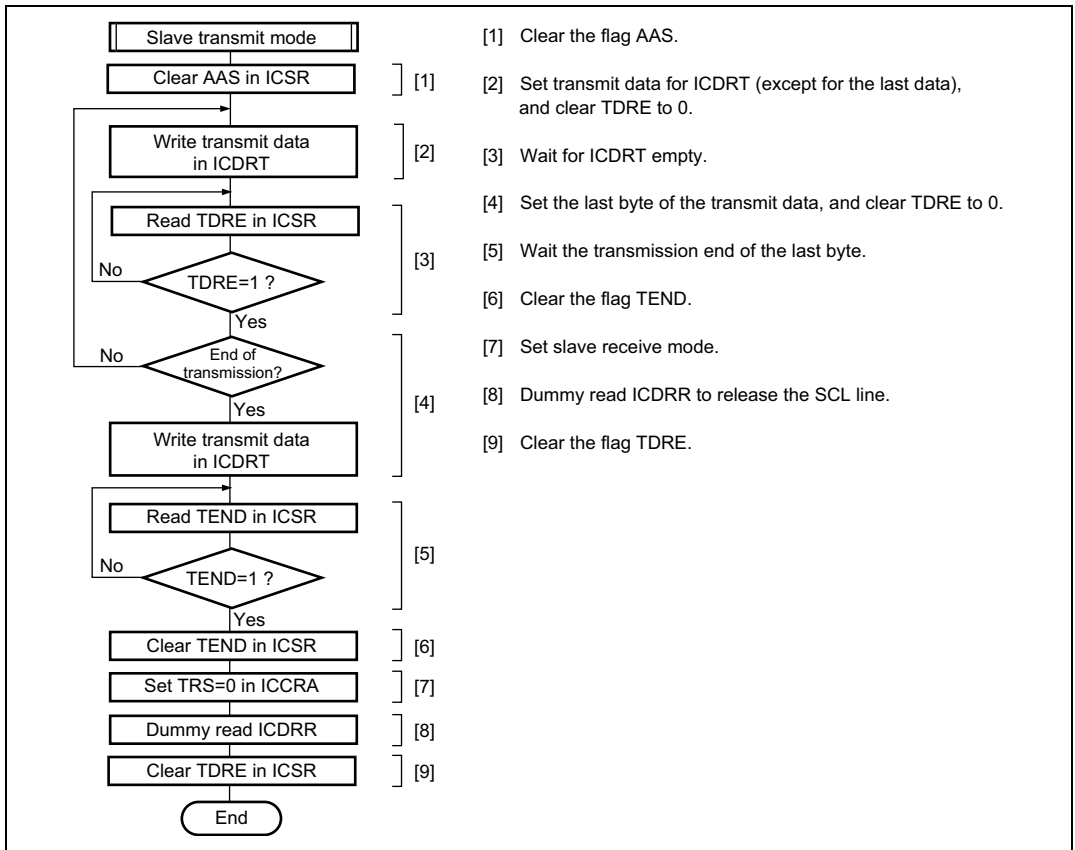 Slave transmit mode
Clear AAS in ICSR
[1]
Write transmit data
in ICDRT
[2]
Read TDRE in ICSR
No
TDRE=1 ?
[3]
Yes
No
End of
transmission?
[4]
Yes
Write transmit data
in ICDRT
Read TEND in ICSR
No
TEND=1 ?
[5]
Yes
Clear TEND in ICSR
[6]
Set TRS=0 in ICCRA
[7]
Dummy read ICDRR
[8]
Clear TDRE in ICSR
[9]
End
[1] Clear the flag AAS.
[2] Set transmit data for ICDRT (except for the last data),
and clear TDRE to 0.
[3] Wait for ICDRT empty.
[4] Set the last byte of the transmit data, and clear TDRE to 0.
[5] Wait the transmission end of the last byte.
[6] Clear the flag TEND.
[7] Set slave receive mode.
[8] Dummy read ICDRR to release the SCL line.
[9] Clear the flag TDRE.